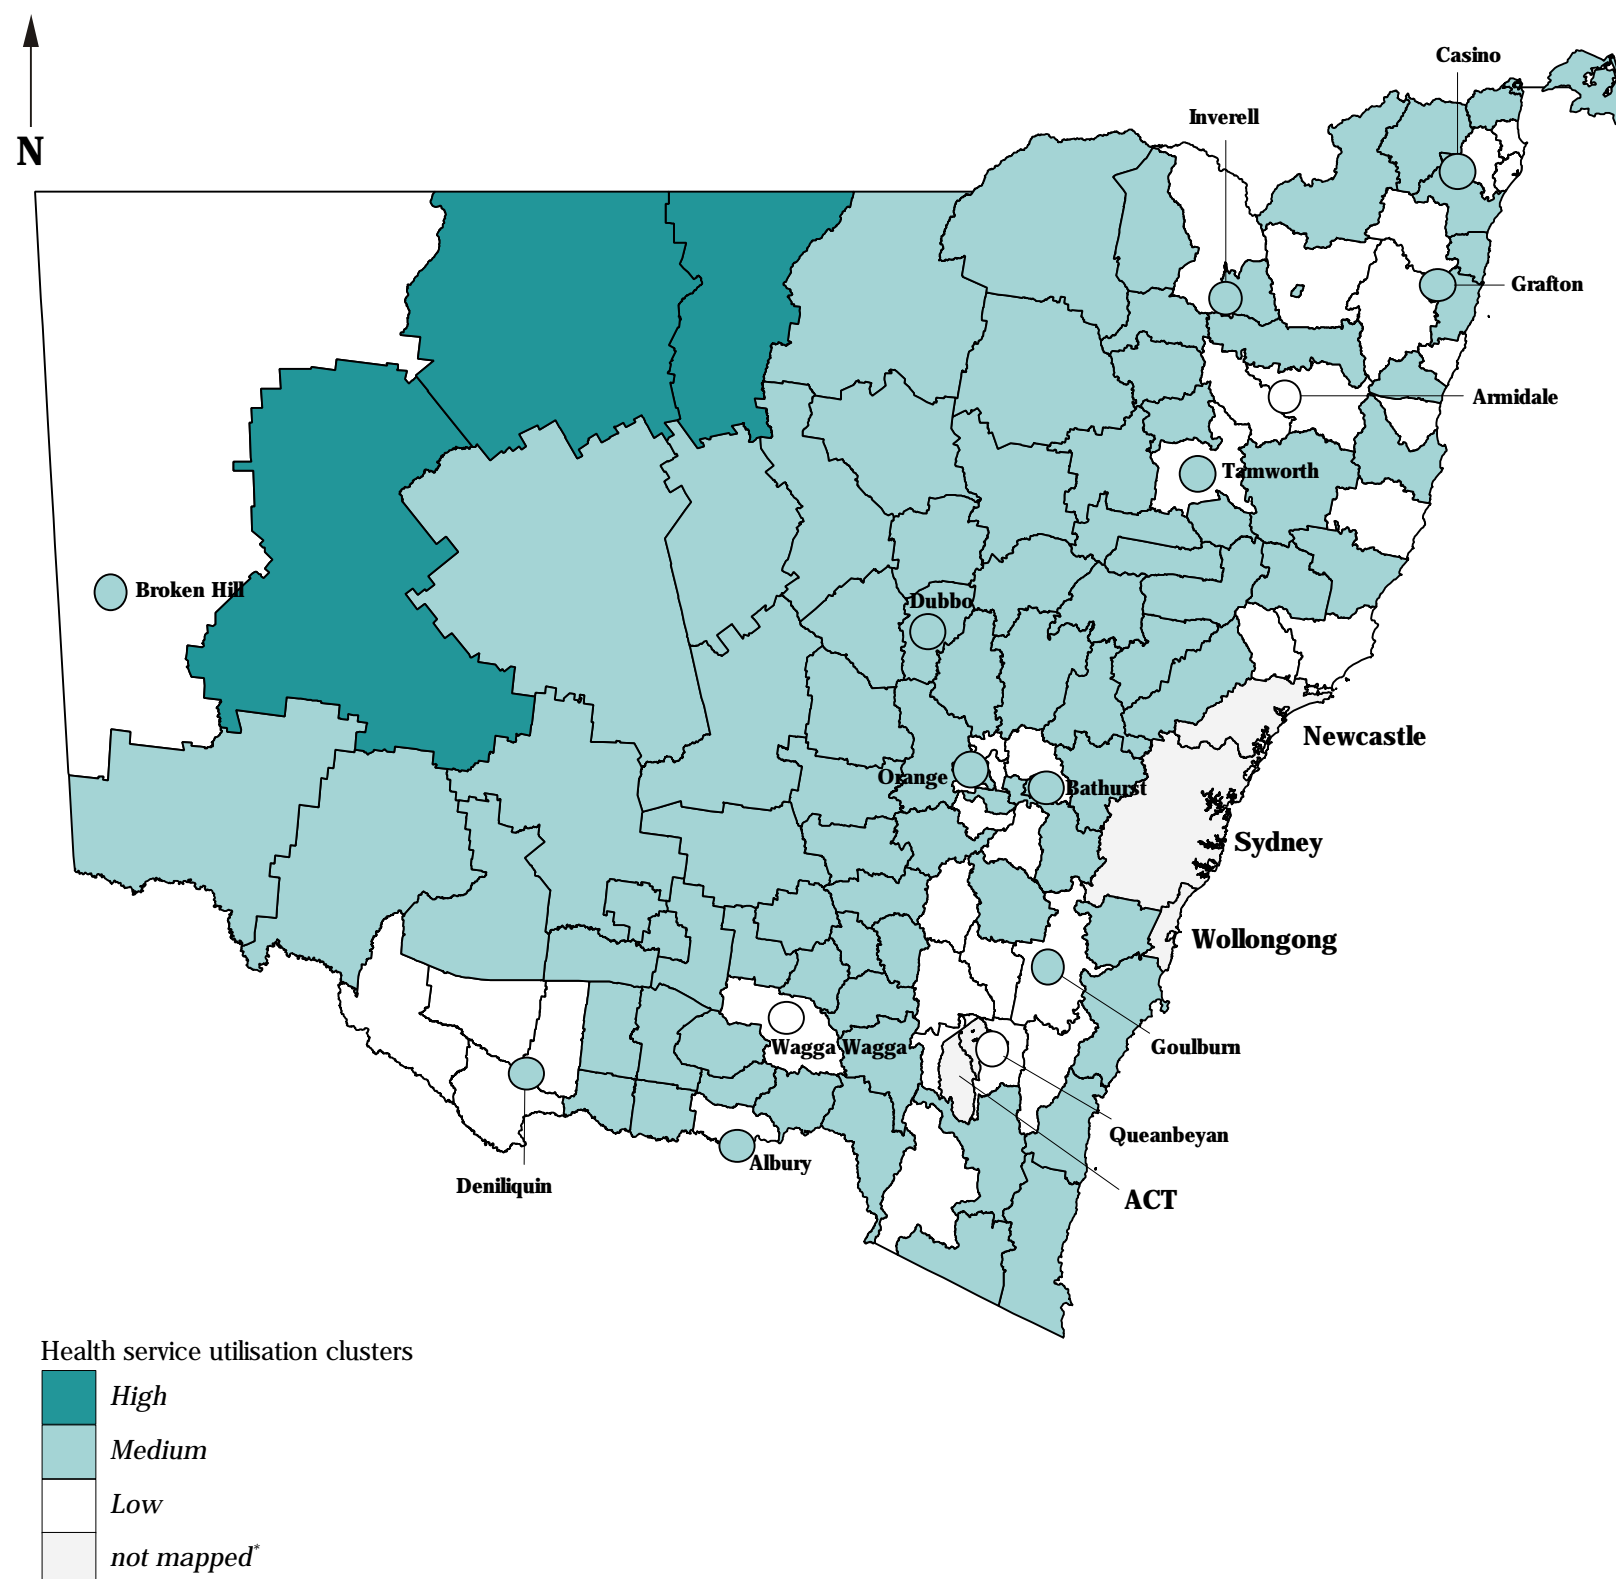 Casino
Inverell
N
Grafton
Armidale
Tamworth
Broken Hill
Dubbo
Newcastle
Orange
Bathurst
Sydney
Wollongong
Wagga Wagga
Goulburn
Queanbeyan
Albury
Deniliquin
ACT
Health service utilisation clusters
High
Medium
Low
not mapped*